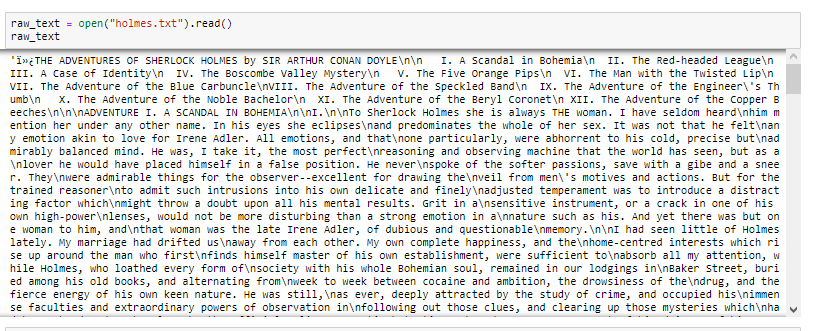 raw_text = open("holmes.txt").read()
raw_text
'ï»¿THE ADVENTURES OF SHERLOCK HOLMES by SIR ARTHUR CONAN DOYLE\n\n   I. A Scandal in Bohemia\n  II. The Red-headed League\n
III. A Case of Identity\n  IV. The Boscombe Valley Mystery\n   V. The Five Orange Pips\n  VI. The Man with the Twisted Lip\n
VII. The Adventure of the Blue Carbuncle\nVIII. The Adventure of the Speckled Band\n  IX. The Adventure of the Engineer\'s Th
umb\n   X. The Adventure of the Noble Bachelor\n  XI. The Adventure of the Beryl Coronet\n XII. The Adventure of the Copper B
eeches\n\n\n\nADVENTURE I. A SCANDAL IN BOHEMIA\n\nI.\n\nTo Sherlock Holmes she is always THE woman. I have seldom heard\nhim m
ention her under any other name. In his eyes she eclipses\nand predominates the whole of her sex. It was not that he felt\nan
y emotion akin to love for Irene Adler. All emotions, and that\none particularly, were abhorrent to his cold, precise but\nad
mirably balanced mind. He was, I take it, the most perfect\nreasoning and observing machine that the world has seen, but as a
\nlover he would have placed himself in a false position. He never\nspoke of the softer passions, save with a gibe and a snee
r. They\nwere admirable things for the observer--excellent for drawing the\nveil from men\'s motives and actions. But for the
trained reasoner\nto admit such intrusions into his own delicate and finely\nadjusted temperament was to introduce a distract
ing factor which\nmight throw a doubt upon all his mental results. Grit in a\nsensitive instrument, or a crack in one of his
own high-power\nlenses, would not be more disturbing than a strong emotion in a\nnature such as his. And yet there was but on
e woman to him, and\nthat woman was the late Irene Adler, of dubious and questionable\nmemory.\n\nI had seen little of Holmes
lately. My marriage had drifted us\naway from each other. My own complete happiness, and the\nhome-centred interests which ri
se up around the man who first\nfinds himself master of his own establishment, were sufficient to\nabsorb all my attention, w
hile Holmes, who loathed every form of\nsociety with his whole Bohemian soul, remained in our lodgings in\nBaker Street, buri
ed among his old books, and alternating from\nweek to week between cocaine and ambition, the drowsiness of the\ndrug, and the
fierce energy of his own keen nature. He was still,\nas ever, deeply attracted by the study of crime, and occupied his\nimmen
se faculties and extraordinary powers of observation in\nfollowing out those clues, and clearing up those mysteries which\nha